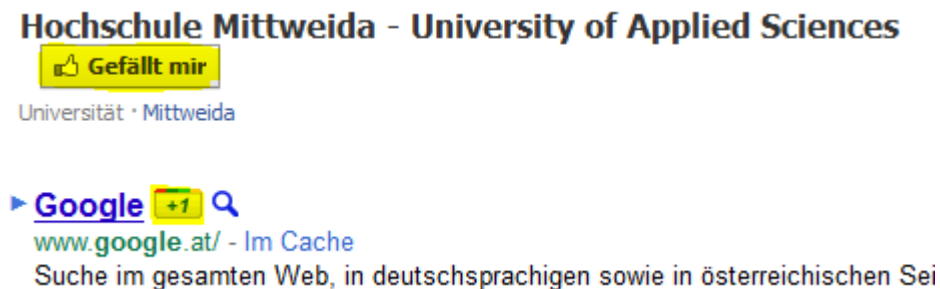 Hochschule Mittweida - University of Applied Sciences
Gefällt mir
Universität · Mittweida
Google +1
www.google.at/ - Im Cache
Suche im gesamten Web, in deutschsprachigen sowie in österreichischen Sei